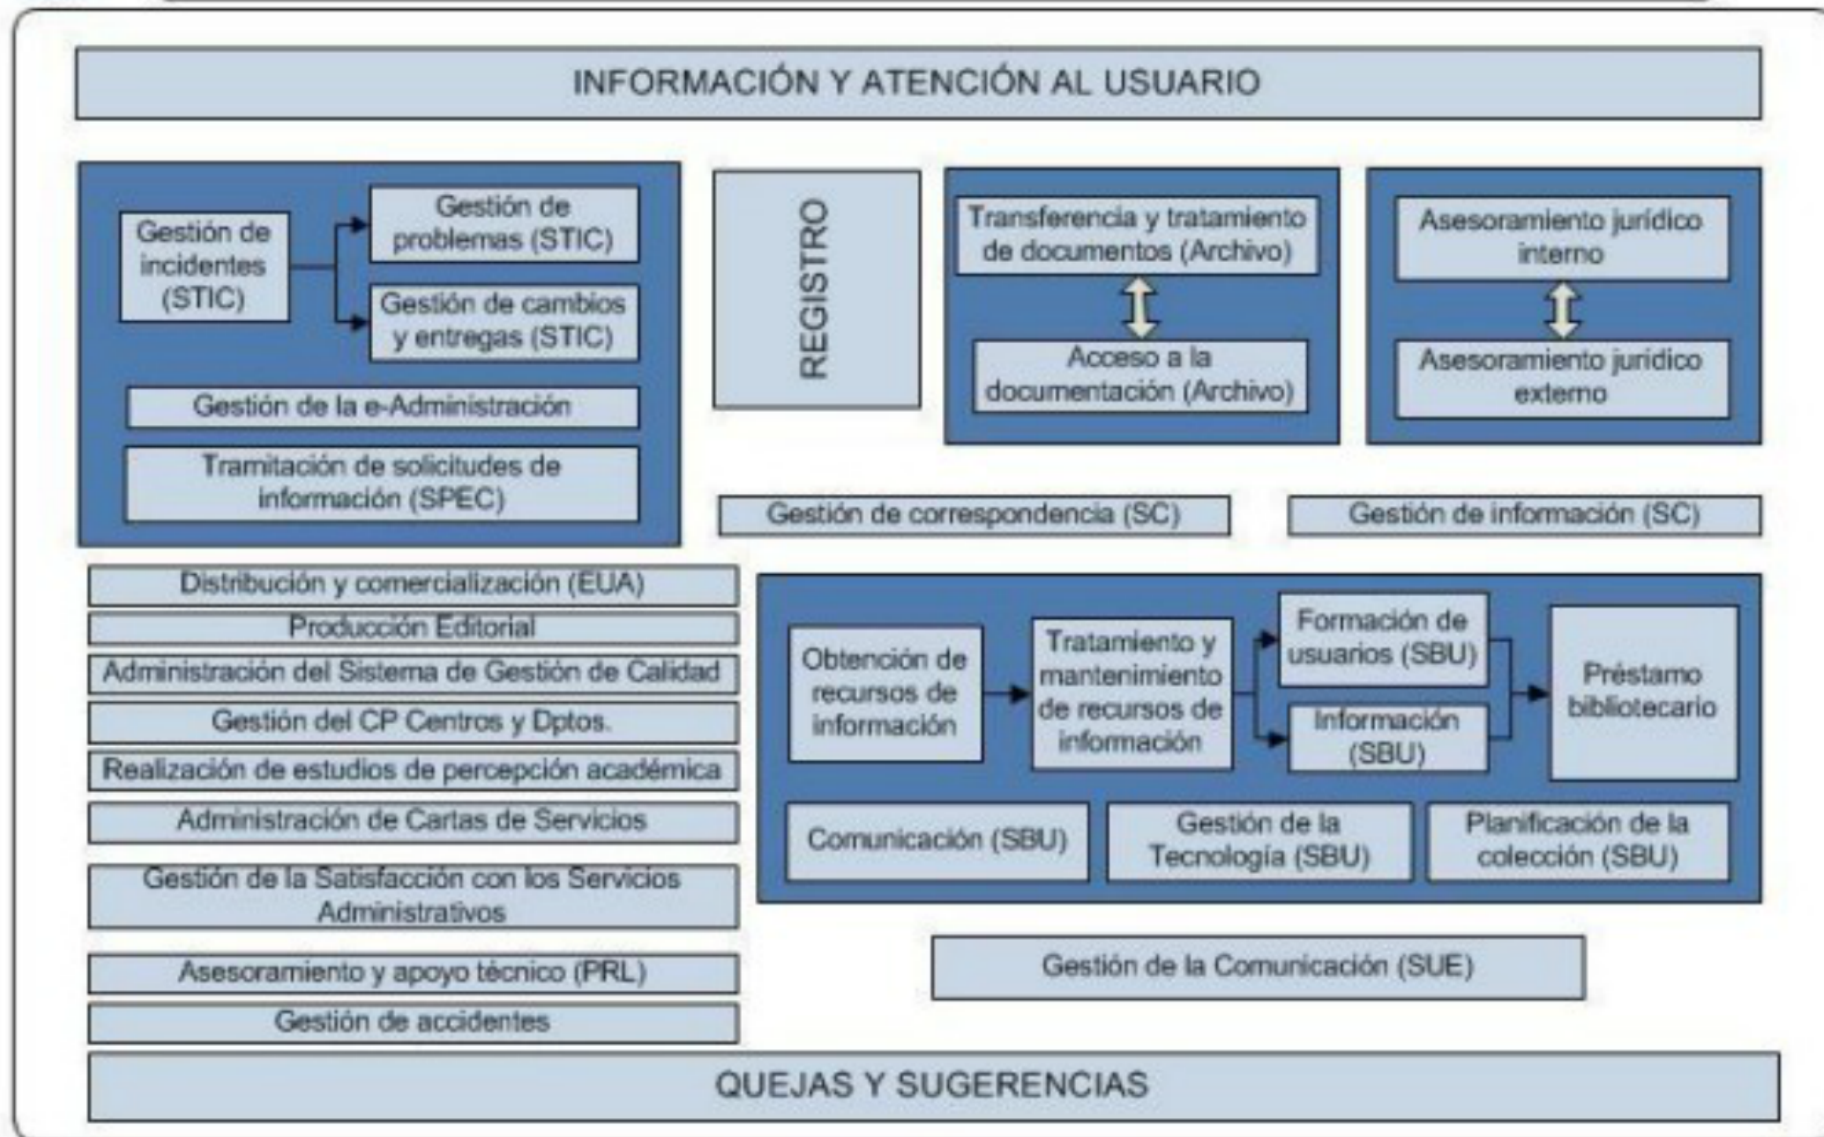 INFORMACIÓN Y ATENCIÓN AL USUARIO
Gestión de
incidentes
(STIC)
Gestión de
problemas (STIC)
Gestión de cambios
y entregas (STIC)
Gestión de la e-Administración
Tramitación de solicitudes de
información (SPEC)
REGISTRO
Transferencia y tratamiento
de documentos (Archivo)
Acceso a la
documentación (Archivo)
Asesoramiento jurídico
interno
Asesoramiento jurídico
externo
Gestión de correspondencia (SC)
Gestión de información (SC)
Distribución y comercialización (EUA)
Producción Editorial
Administración del Sistema de Gestión de Calidad
Gestión del CP Centros y Dptos.
Realización de estudios de percepción académica
Administración de Cartas de Servicios
Gestión de la Satisfacción con los Servicios
Administrativos
Asesoramiento y apoyo técnico (PRL)
Gestión de accidentes
Obtención de
recursos de
información
Tratamiento y
mantenimiento
de recursos de
información
Formación de
usuarios (SBU)
Información
(SBU)
Préstamo
bibliotecario
Comunicación (SBU)
Gestión de la
Tecnología (SBU)
Planificación de la
colección (SBU)
Gestión de la Comunicación (SUE)
QUEJAS Y SUGERENCIAS